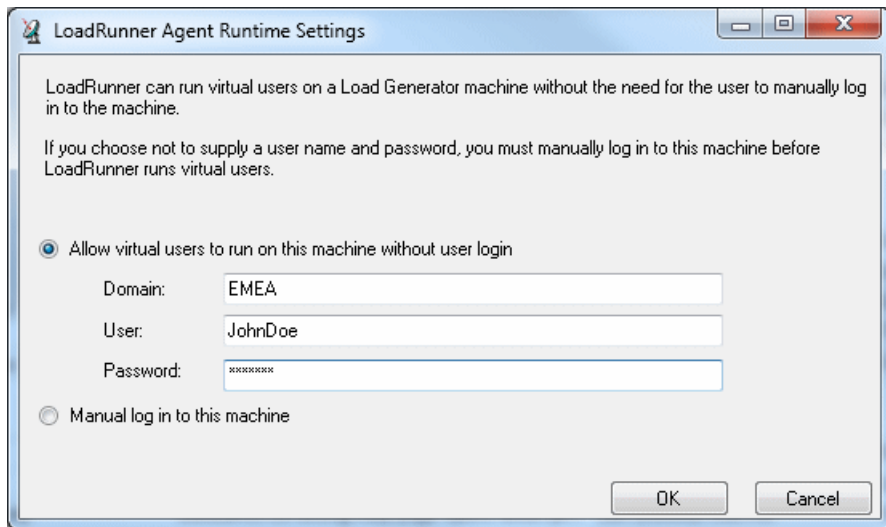 LoadRunner Agent Runtime Settings
LoadRunner can run virtual users on a Load Generator machine without the need for the user to manually log
in to the machine.
If you choose not to supply a user name and password, you must manually log in to this machine before
LoadRunner runs virtual users.
Allow virtual users to run on this machine without user login
Domain: EMEA
User: JohnDoe
Password: *******
Manual log in to this machine
OK Cancel